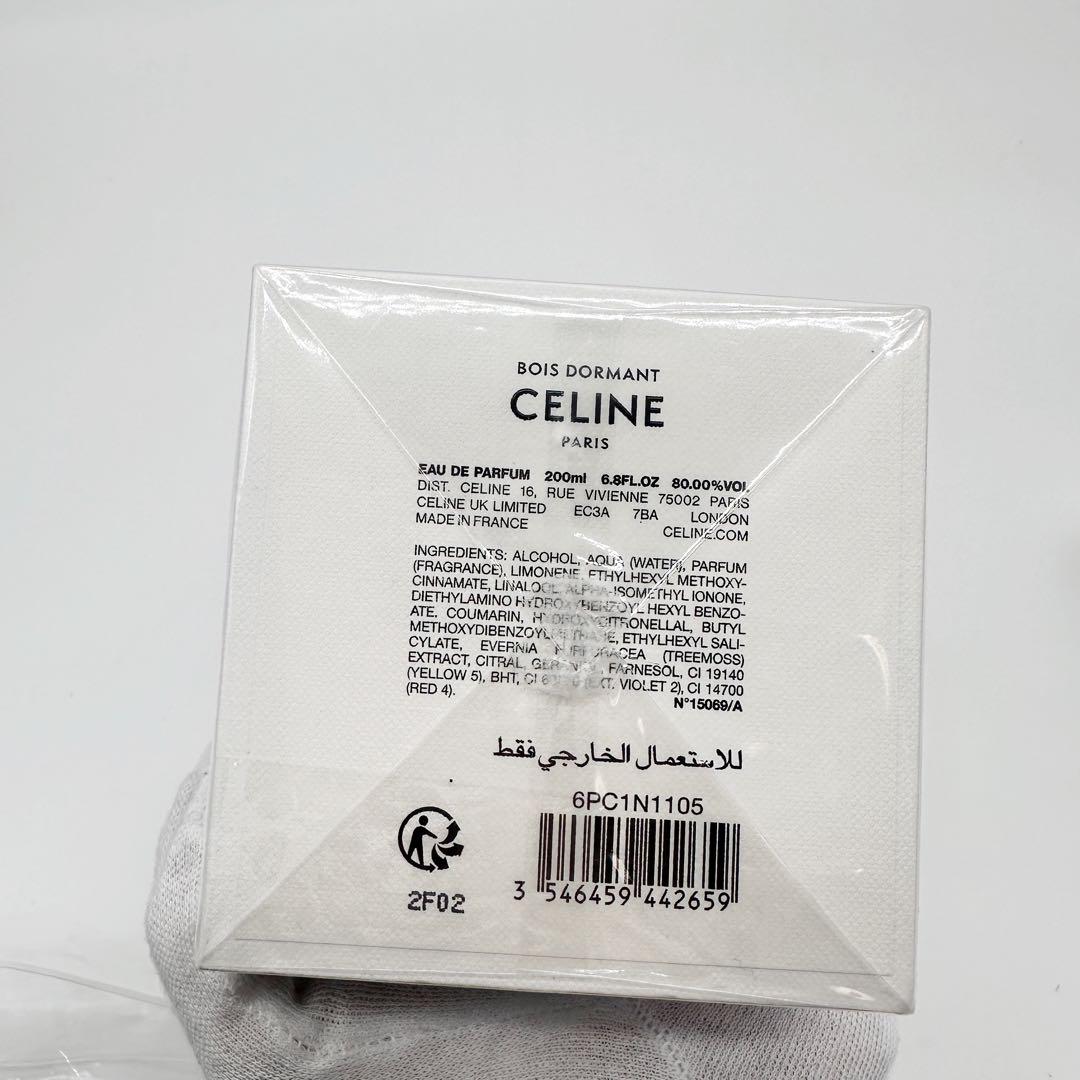 BOIS DORMANT
CELINE
PARIS
EAU DE PARFUM 200ml 6.8FL.OZ 80.00%VOL
DIST. CELINE 16, RUE VIVIENNE 75002 PARIS
CELINE UK LIMITED EC3A 7BA LONDON
MADE IN FRANCE CELINE.COM
INGREDIENTS: ALCOHOL, AQUA (WATER), PARFUM
(FRAGRANCE), LIMONENE, ETHYLHEXYL METHOXY-
CINNAMATE, LINALOOL, ALPHA-ISOMETHYL IONONE,
DIETHYLAMINO HYDROXYBENZOYL HEXYL BENZO-
ATE, COUMARIN, HYDROXYCITRONELLAL, BUTYL
METHOXYDIBENZOYLMETHANE, ETHYLHEXYL SALI-
CYLATE, EVERNIA FURFURACEA (TREEMOSS)
EXTRACT, CITRAL, GERANIOL, FARNESOL, CI 19140
(YELLOW 5), BHT, CI (EXT. VIOLET 2), CI 14700
(RED 4).
N°15069/A
للاستعمال الخارجي فقط
6PC1N1105
2F02
3 546459 442659